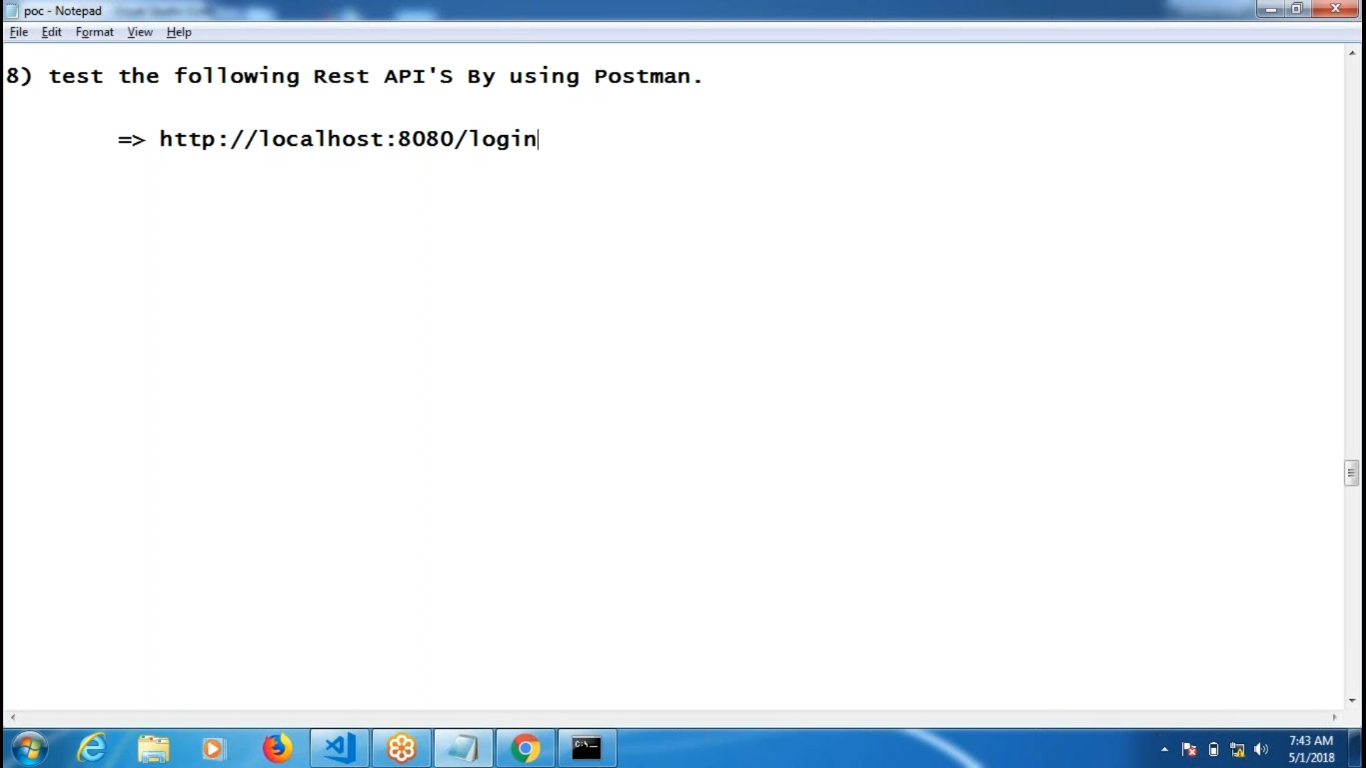 poc - Notepad
File Edit Format View Help
8) test the following Rest API'S By using Postman.
=> http://localhost:8080/login
7:43 AM
5/1/2018